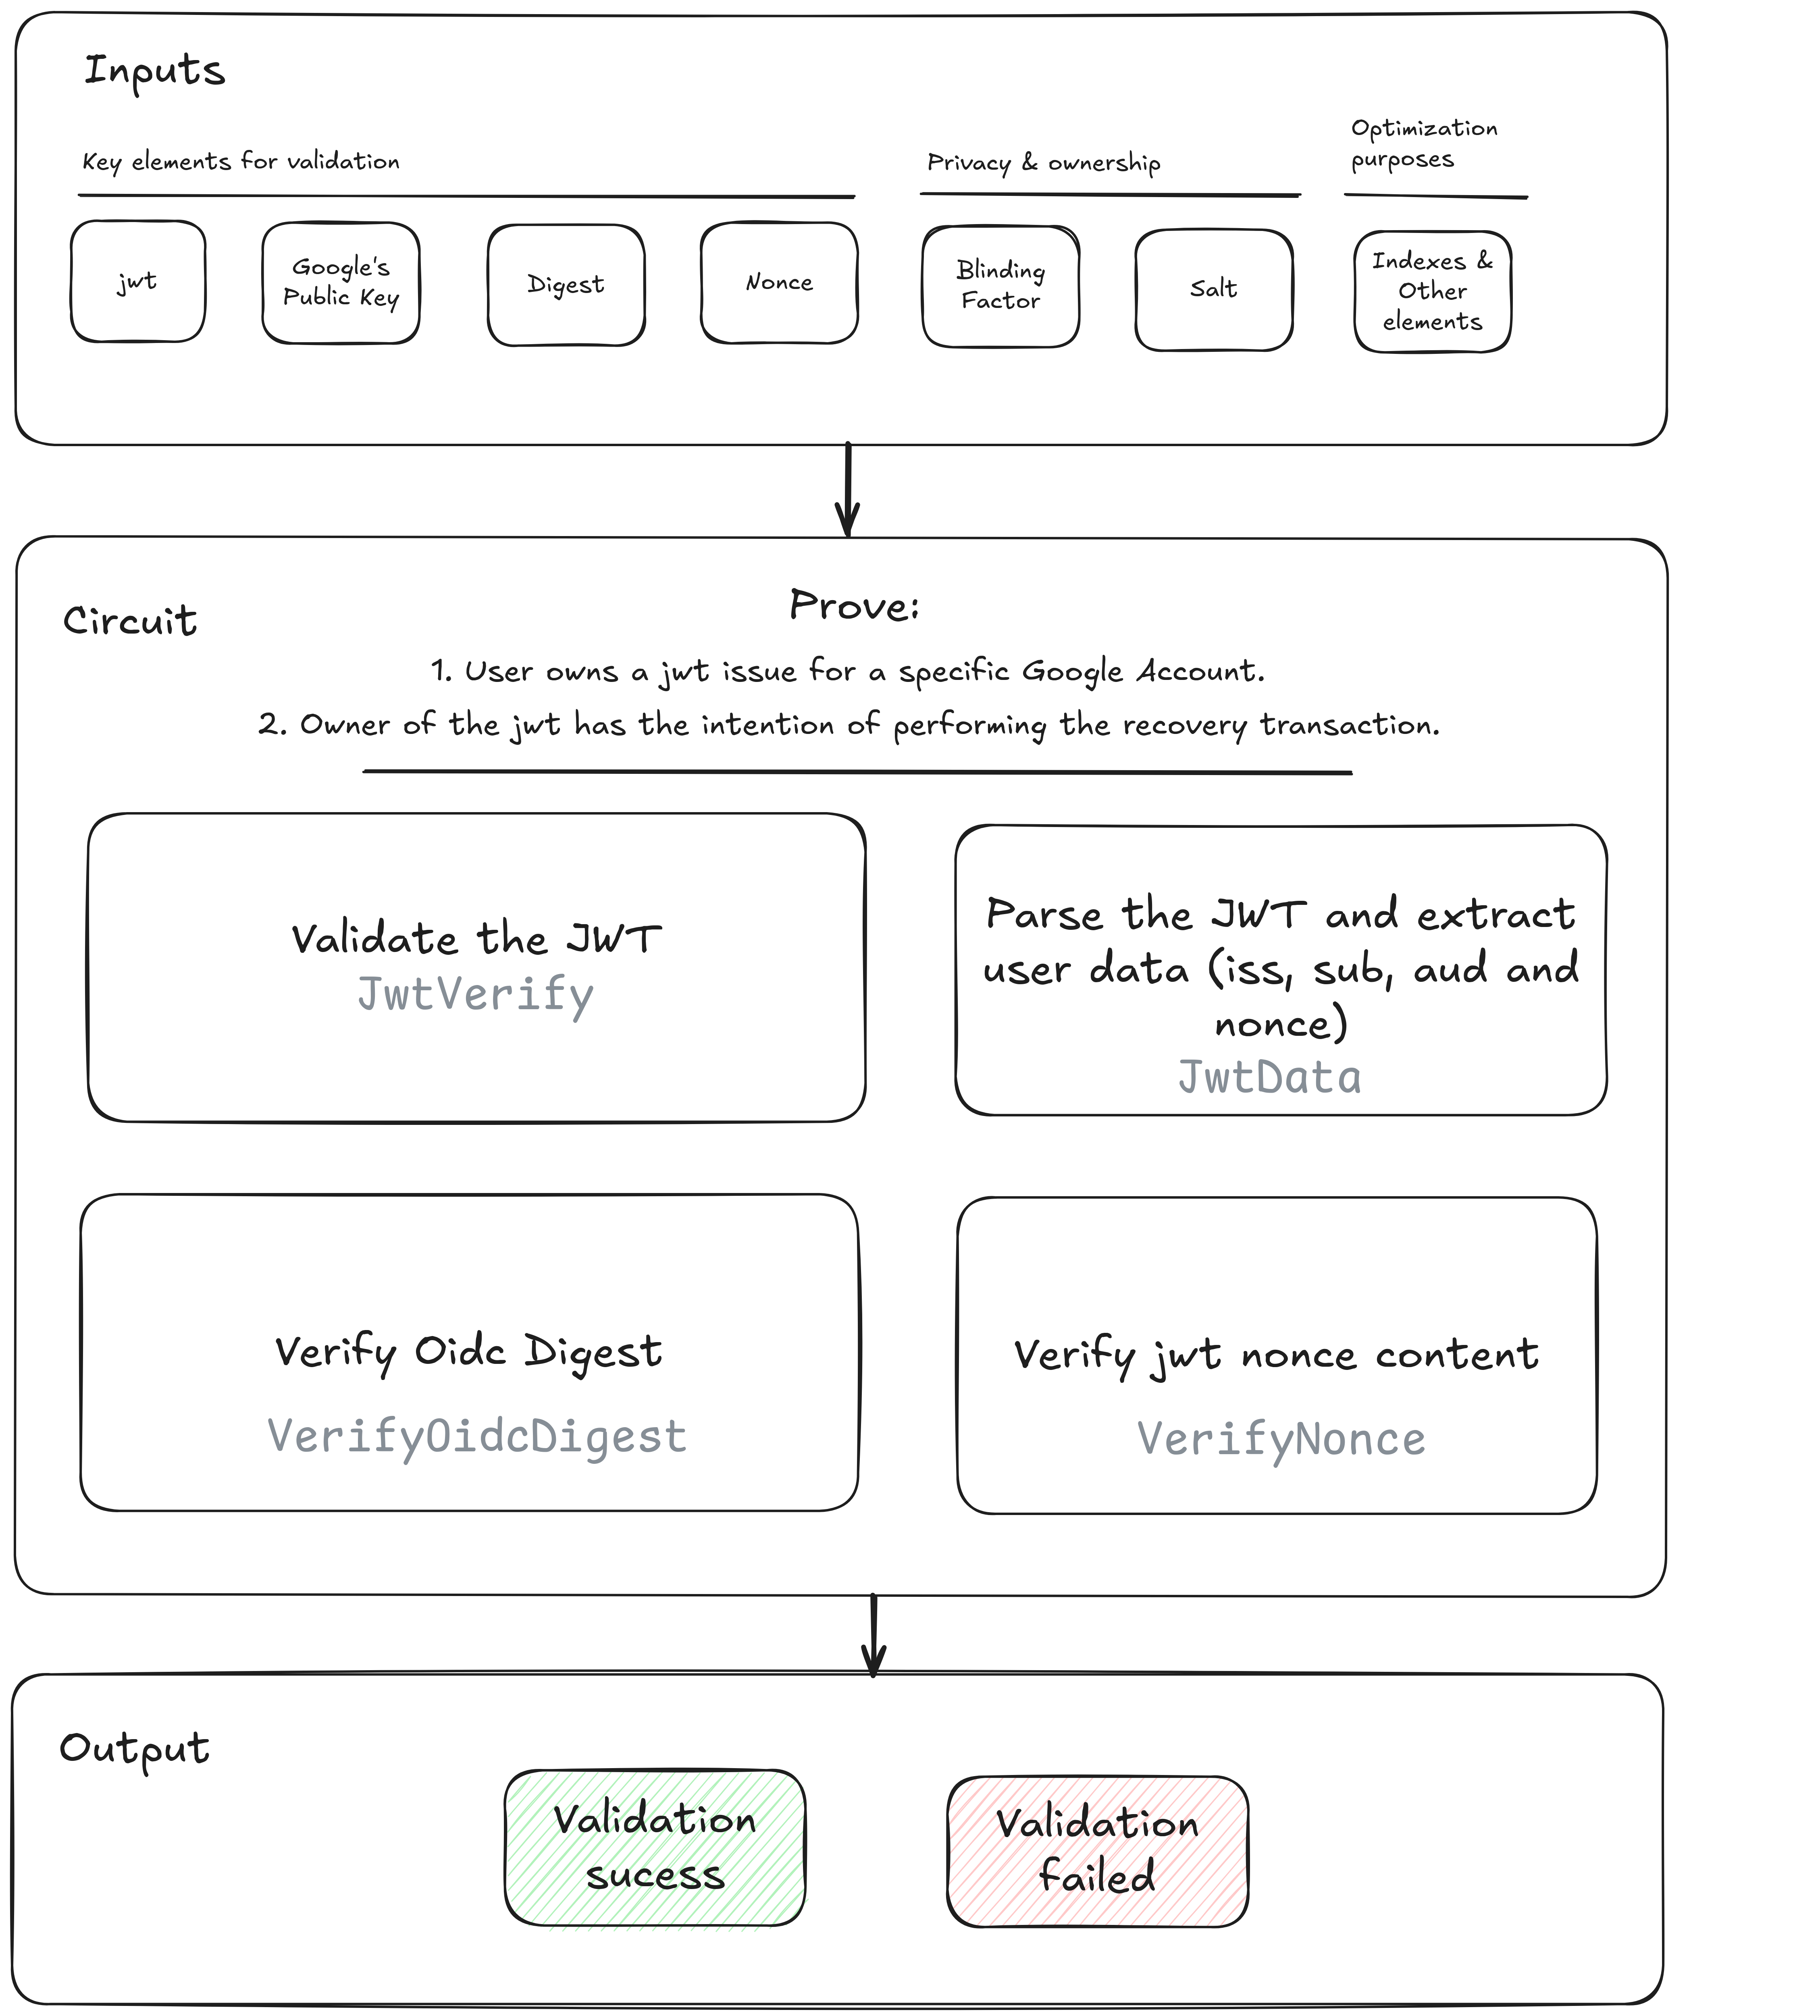 Inputs
Key elements for validation
Privacy & ownership
Optimization
purposes
jwt
Google's
Public Key
Digest
Nonce
Blinding
Factor
Salt
Indexes &
Other
elements
Circuit
Prove:
1. User owns a jwt issue for a specific Google Account.
2. Owner of the jwt has the intention of performing the recovery transaction.
Validate the JWT
JwtVerify
Parse the JWT and extract
user data (iss, sub, aud and
nonce)
JwtData
Verify Oidc Digest
VerifyOidcDigest
Verify jwt nonce content
VerifyNonce
Output
Validation
sucess
Validation
failed